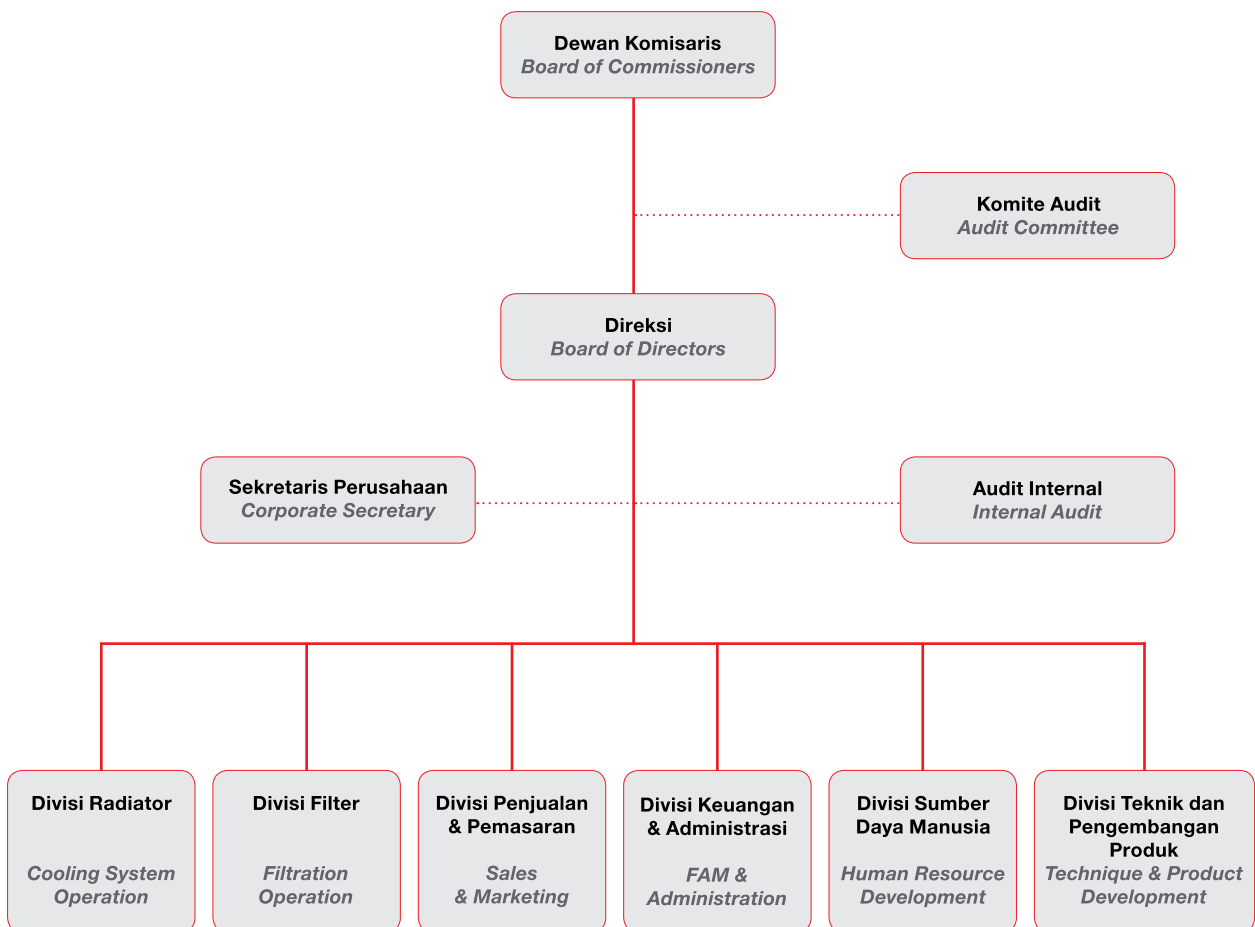 Dewan Komisaris
Board of Commissioners
Komite Audit
Audit Committee
Direksi
Board of Directors
Sekretaris Perusahaan
Corporate Secretary
Audit Internal
Internal Audit
Divisi Radiator
Cooling System
Operation
Divisi Filter
Filtration
Operation
Divisi Penjualan
& Pemasaran
Sales
& Marketing
Divisi Keuangan
& Administrasi
FAM &
Administration
Divisi Sumber
Daya Manusia
Human Resource
Development
Divisi Teknik dan
Pengembangan
Produk
Technique & Product
Development